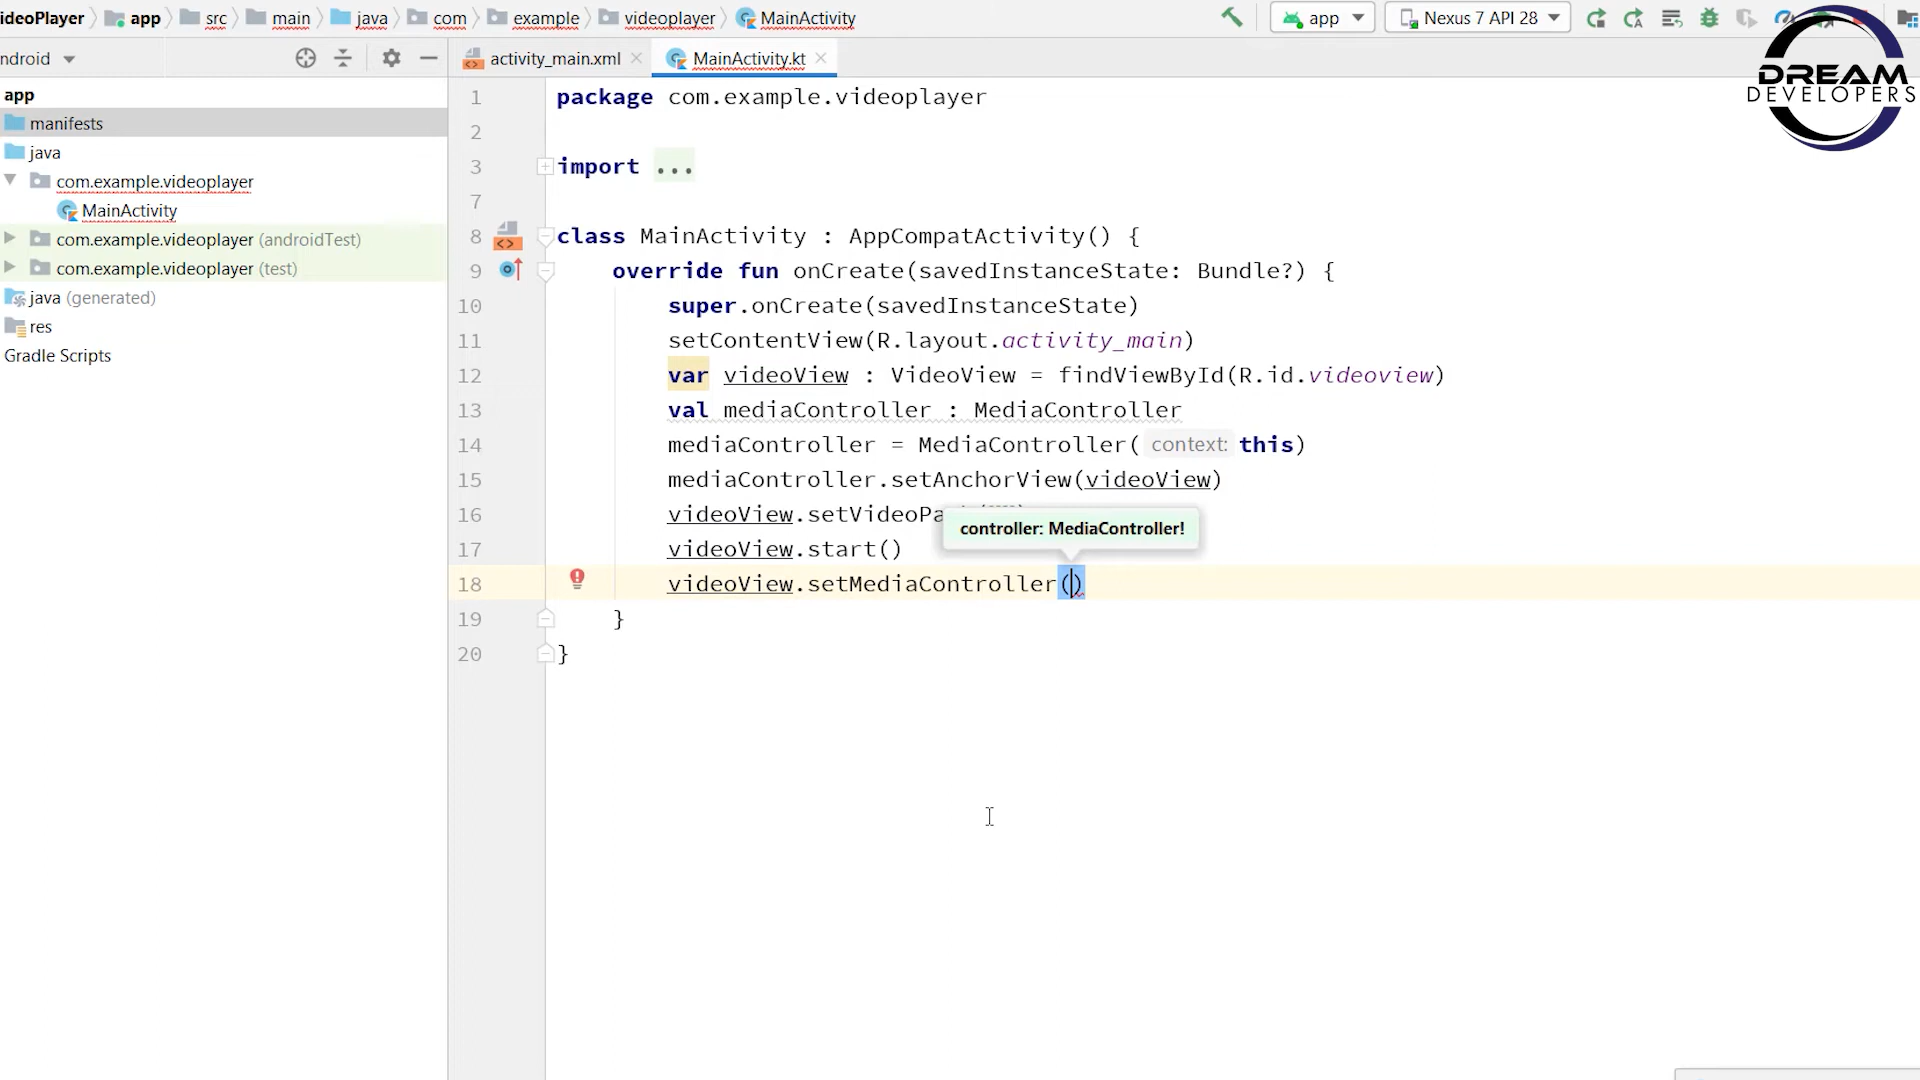 ideoPlayer app src main java com example videoplayer MainActivity app Nexus 7 API 28
DREAM
DEVELOPERS
ndroid
activity_main.xml MainActivity.kt
app
manifests
java
com.example.videoplayer
MainActivity
com.example.videoplayer (androidTest)
com.example.videoplayer (test)
java (generated)
res
Gradle Scripts
1 package com.example.videoplayer
2
3 import ...
7
8 class MainActivity : AppCompatActivity() {
9 override fun onCreate(savedInstanceState: Bundle?) {
10 super.onCreate(savedInstanceState)
11 setContentView(R.layout.activity_main)
12 var videoView : VideoView = findViewById(R.id.videoview)
13 val mediaController : MediaController
14 mediaController = MediaController( context: this)
15 mediaController.setAnchorView(videoView)
16 videoView.setVideoPa
controller: MediaController!
17 videoView.start()
18 videoView.setMediaController()
19 }
20 }